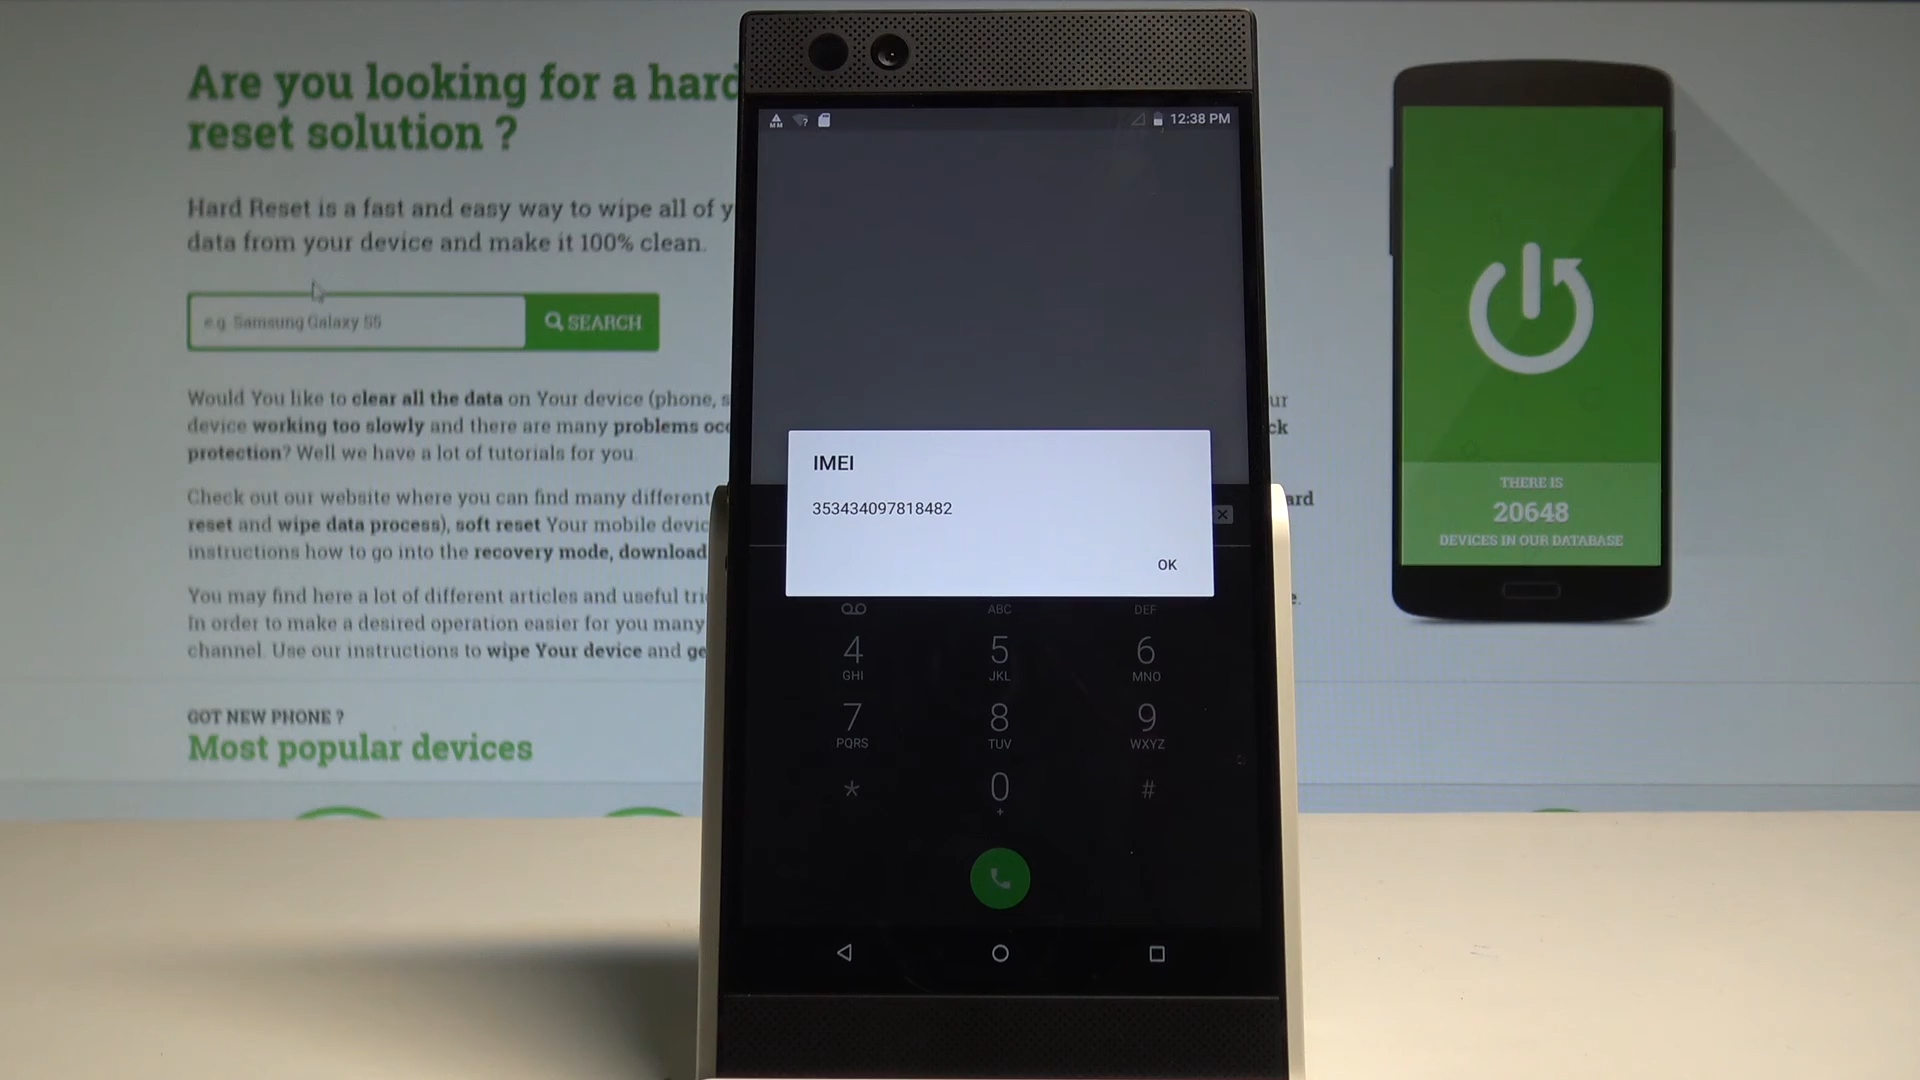 Are you looking for a hard
reset solution ?
Hard Reset is a fast and easy way to wipe all of y
data from your device and make it 100% clean.
e.g. Samsung Galaxy S5
SEARCH
Would You like to clear all the data on Your device (phone, s
device working too slowly and there are many problems occ
protection? Well we have a lot of tutorials for you.
Check out our website where you can find many different
reset and wipe data process), soft reset Your mobile devic
instructions how to go into the recovery mode, download
You may find here a lot of different articles and useful tri
In order to make a desired operation easier for you many
channel. Use our instructions to wipe Your device and ge
GOT NEW PHONE ?
Most popular devices
MM
?
12:38 PM
IMEI
353434097818482
OK
ABC
DEF
4
5
6
GHI
JKL
MNO
7
8
9
PQRS
TUV
WXYZ
*
0
#
+
ur
ck
ard
e.
THERE IS
20648
DEVICES IN OUR DATABASE